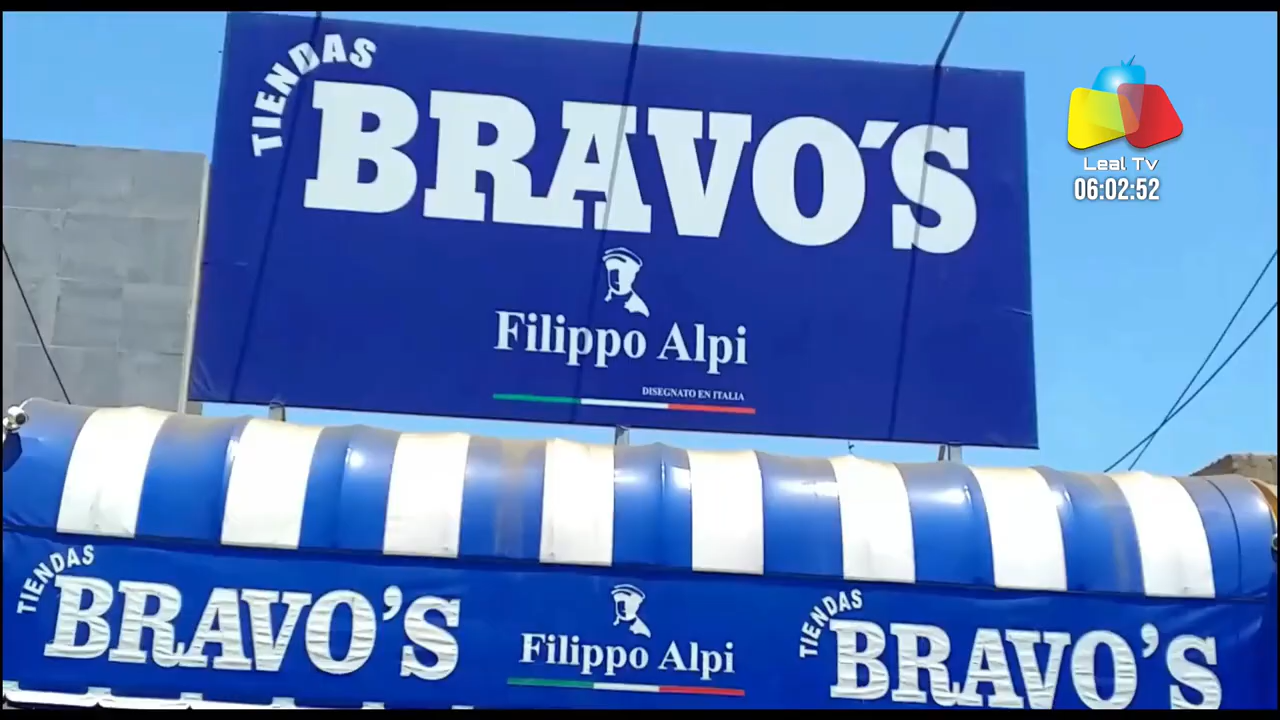 TIENDAS
BRAVO´S
Filippo Alpi
DISEGNATO EN ITALIA
Leal Tv
06:02:52
TIENDAS
BRAVO’S
Filippo Alpi
TIENDAS
BRAVO’S